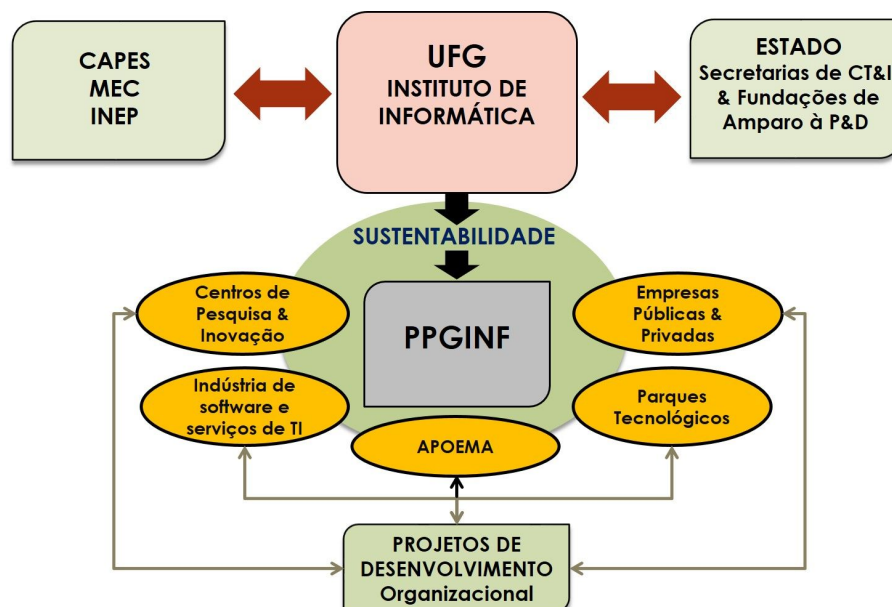 CAPES
MEC
INEP
UFG
INSTITUTO DE
INFORMÁTICA
ESTADO
Secretarias de CT&I
& Fundações de
Amparo à P&D
SUSTENTABILIDADE
Centros de
Pesquisa &
Inovação
PPGINF
Empresas
Públicas &
Privadas
Indústria de
software e
serviços de TI
APOEMA
Parques
Tecnológicos
PROJETOS DE
DESENVOLVIMENTO
Organizacional